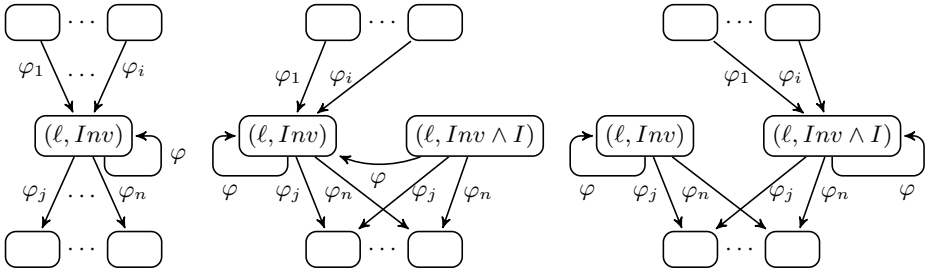 ... ... ...
φ₁ ... φᵢ φ₁ φᵢ φ₁ φᵢ
(ℓ, Inv) (ℓ, Inv) (ℓ, Inv ∧ I) (ℓ, Inv) (ℓ, Inv ∧ I)
φ φ φ φ φ
φⱼ ... φₙ φⱼ φₙ φⱼ φₙ φⱼ φₙ φⱼ φₙ
... ... ...